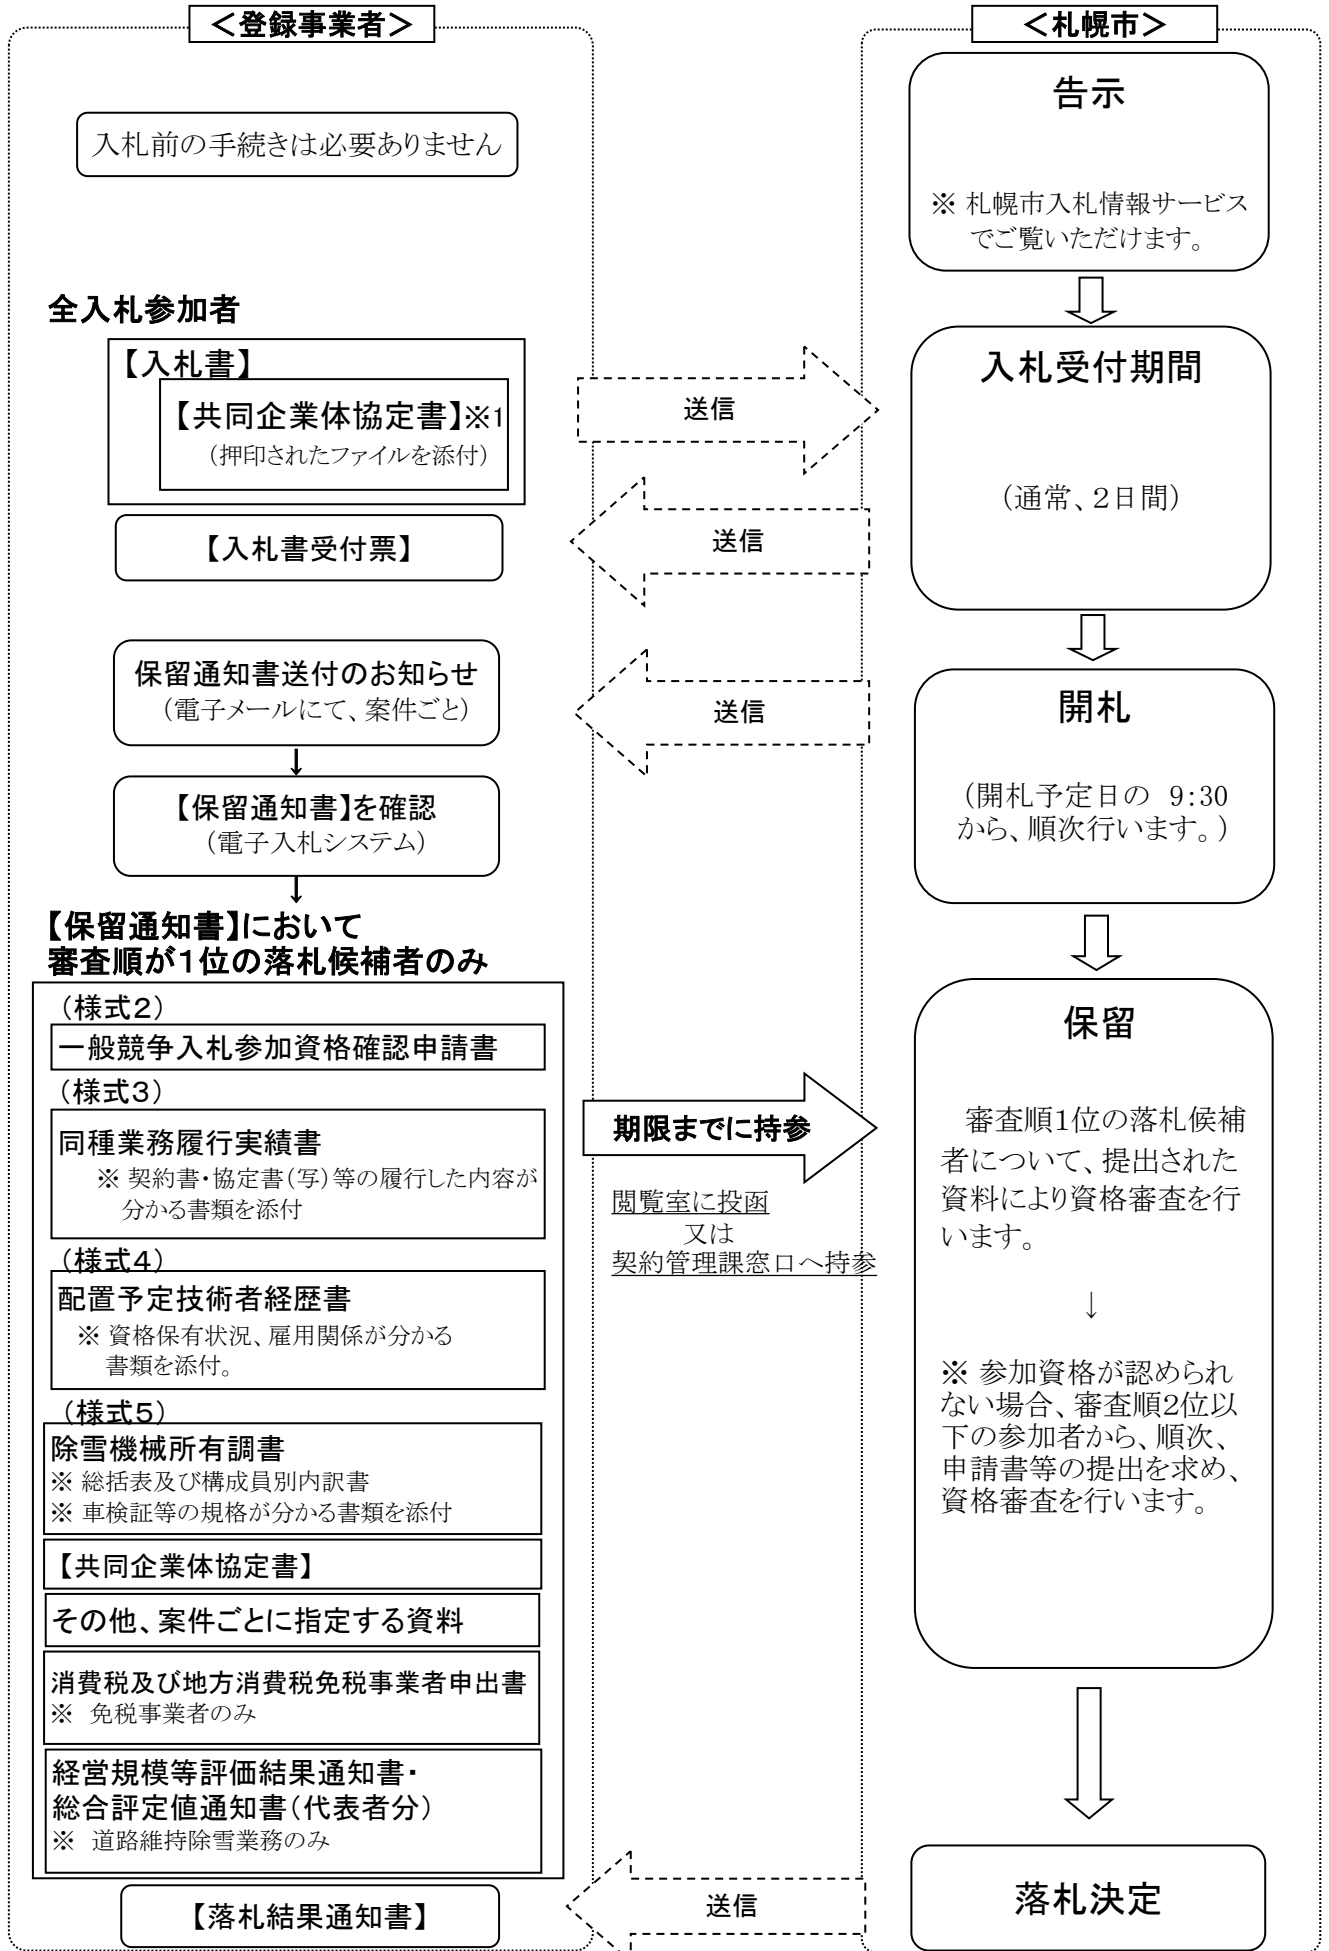 ＜登録事業者＞
入札前の手続きは必要ありません
全入札参加者
【入札書】
【共同企業体協定書】※1
（押印されたファイルを添付）
【入札書受付票】
保留通知書送付のお知らせ
（電子メールにて、案件ごと）
↓
【保留通知書】を確認
（電子入札システム）
↓
【保留通知書】において
審査順が1位の落札候補者のみ
（様式2）
一般競争入札参加資格確認申請書
（様式3）
同種業務履行実績書
※ 契約書・協定書（写）等の履行した内容が
分かる書類を添付
（様式4）
配置予定技術者経歴書
※ 資格保有状況、雇用関係が分かる
書類を添付。
（様式5）
除雪機械所有調書
※ 総括表及び構成員別内訳書
※ 車検証等の規格が分かる書類を添付
【共同企業体協定書】
その他、案件ごとに指定する資料
消費税及び地方消費税免税事業者申出書
※ 免税事業者のみ
経営規模等評価結果通知書・
総合評定値通知書（代表者分）
※ 道路維持除雪業務のみ
【落札結果通知書】
送信
送信
送信
期限までに持参
閲覧室に投函
又は
契約管理課窓口へ持参
送信
＜札幌市＞
告示
※ 札幌市入札情報サービス
でご覧いただけます。
入札受付期間
（通常、2日間）
開札
（開札予定日の 9:30
から、順次行います。）
保留
審査順1位の落札候補
者について、提出された
資料により資格審査を行
います。
↓
※ 参加資格が認められ
ない場合、審査順2位以
下の参加者から、順次、
申請書等の提出を求め、
資格審査を行います。
落札決定